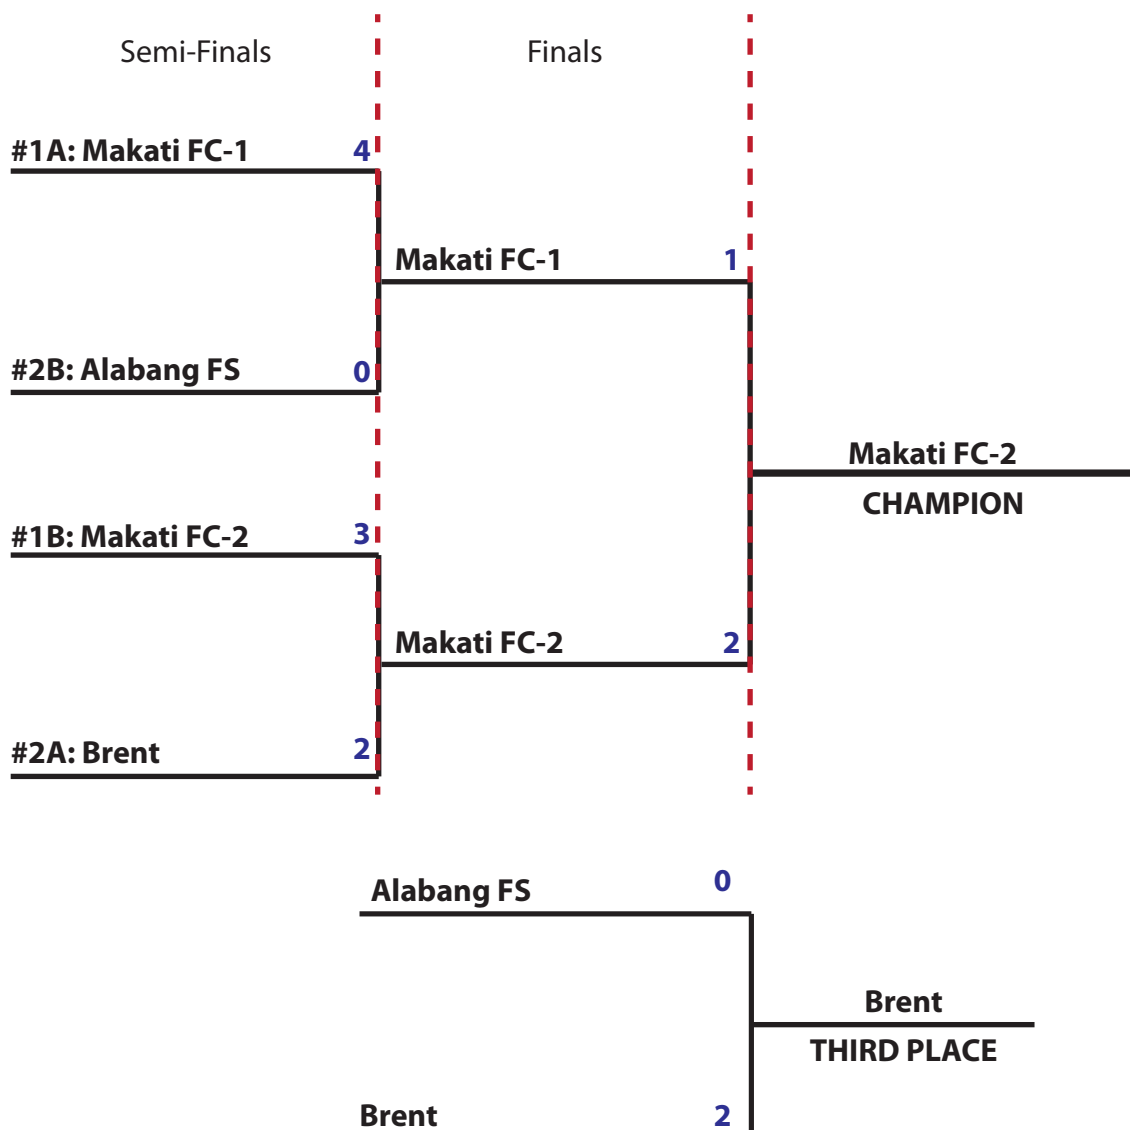 Semi-Finals Finals
#1A: Makati FC-1 4
Makati FC-1 1
#2B: Alabang FS 0
Makati FC-2
CHAMPION
#1B: Makati FC-2 3
Makati FC-2 2
#2A: Brent 2
Alabang FS 0
Brent
THIRD PLACE
Brent 2